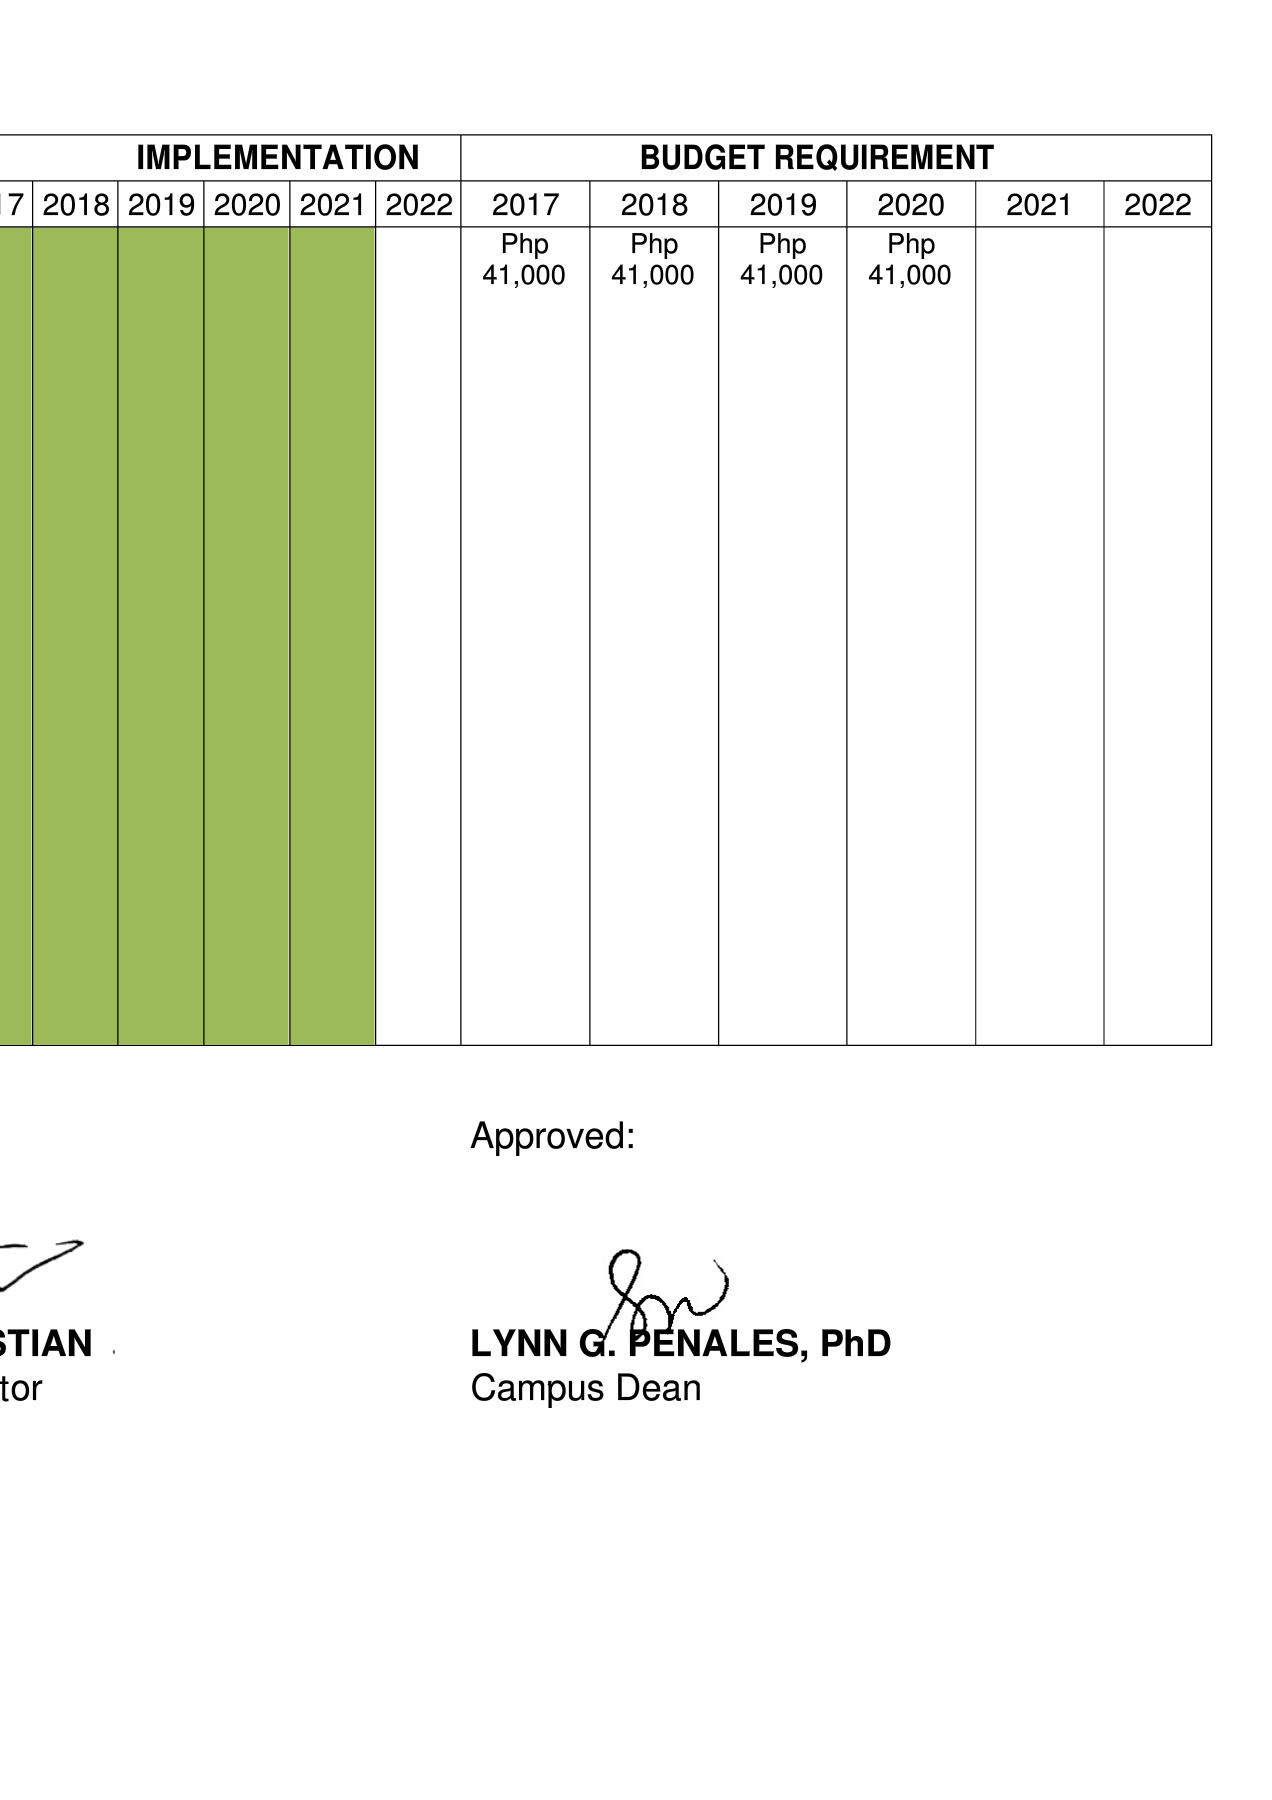 IMPLEMENTATION BUDGET REQUIREMENT
17 2018 2019 2020 2021 2022 2017 2018 2019 2020 2021 2022
Php Php Php Php
41,000 41,000 41,000 41,000
Approved:
STIAN
LYNN G. PENALES, PhD
tor
Campus Dean